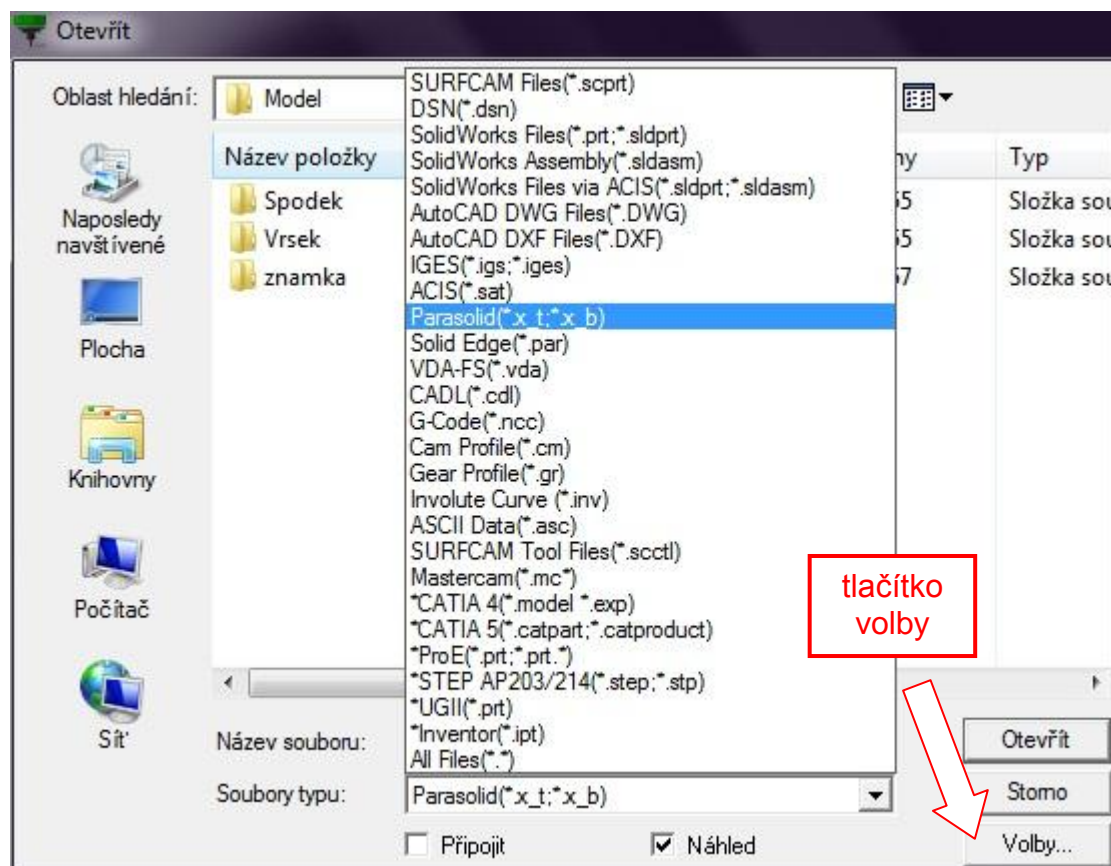 Otevřít
Oblast hledání:
Model
Název položky
ny
Typ
Spodek
55
Složka sou
Vrsek
55
Složka sou
znamka
57
Složka sou
Naposledy
navštívené
Plocha
Knihovny
Počítač
Síť
SURFCAM Files(*.scprt)
DSN(*.dsn)
SolidWorks Files(*.prt;*.sldprt)
SolidWorks Assembly(*.sldasm)
SolidWorks Files via ACIS(*.sldprt;*.sldasm)
AutoCAD DWG Files(*.DWG)
AutoCAD DXF Files(*.DXF)
IGES(*.igs;*.iges)
ACIS(*.sat)
Parasolid(*.x_t;*.x_b)
Solid Edge(*.par)
VDA-FS(*.vda)
CADL(*.cdl)
G-Code(*.ncc)
Cam Profile(*.cm)
Gear Profile(*.gr)
Involute Curve (*.inv)
ASCII Data(*.asc)
SURFCAM Tool Files(*.scctl)
Mastercam(*.mc*)
*CATIA 4(*.model *.exp)
*CATIA 5(*.catpart;*.catproduct)
*ProE(*.prt;*.prt.*)
*STEP AP203/214(*.step;*.stp)
*UGII(*.prt)
*Inventor(*.ipt)
All Files(*.*)
tlačítko
volby
Název souboru:
Otevřít
Soubory typu:
Parasolid(*.x_t;*.x_b)
Storno
Připojit
Náhled
Volby...